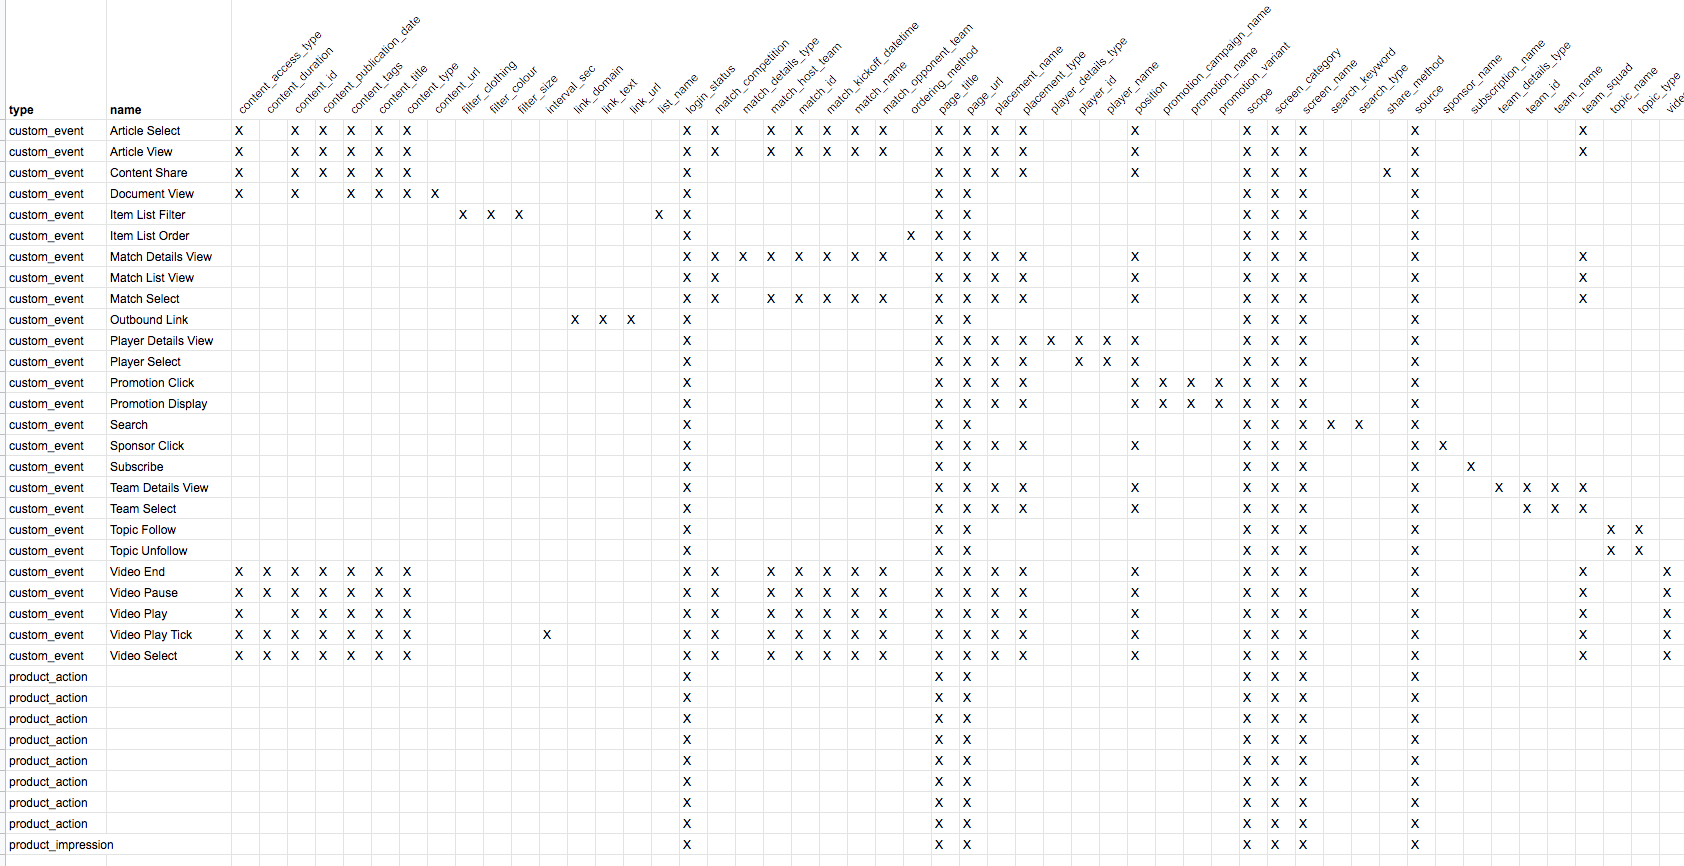 type name content_access_type content_duration content_id content_publication_date content_tags content_title content_type content_url filter_clothing filter_colour filter_size interval_sec link_domain link_text link_url list_name login_status match_competition match_details_type match_host_team match_id match_kickoff_datetime match_name match_opponent_team ordering_method page_title page_url placement_name placement_type player_details_type player_id player_name position promotion_campaign_name promotion_name promotion_variant scope screen_category screen_name search_keyword search_type share_method source sponsor_name subscription_name team_details_type team_id team_name team_squad topic_name topic_type
custom_event Article Select X X X X X X X X X X X X X X X X X X X X X X X
custom_event Article View X X X X X X X X X X X X X X X X X X X X X X X
custom_event Content Share X X X X X X X X X X X X X X X X X
custom_event Document View X X X X X X X X X X X X X
custom_event Item List Filter X X X X X X X X X X X
custom_event Item List Order X X X X X X X X
custom_event Match Details View X X X X X X X X X X X X X X X X X X
custom_event Match List View X X X X X X X X X X X X
custom_event Match Select X X X X X X X X X X X X X X X X X
custom_event Outbound Link X X X X X X X X X X
custom_event Player Details View X X X X X X X X X X X X X
custom_event Player Select X X X X X X X X X X X X
custom_event Promotion Click X X X X X X X X X X X X X
custom_event Promotion Display X X X X X X X X X X X X X
custom_event Search X X X X X X X X X
custom_event Sponsor Click X X X X X X X X X X X
custom_event Subscribe X X X X X X X X
custom_event Team Details View X X X X X X X X X X X X X X
custom_event Team Select X X X X X X X X X X X X X
custom_event Topic Follow X X X X X X X X X
custom_event Topic Unfollow X X X X X X X X X
custom_event Video End X X X X X X X X X X X X X X X X X X X X X X X X X
custom_event Video Pause X X X X X X X X X X X X X X X X X X X X X X X X X
custom_event Video Play X X X X X X X X X X X X X X X X X X X X X X X X
custom_event Video Play Tick X X X X X X X X X X X X X X X X X X X X X X X X X X
custom_event Video Select X X X X X X X X X X X X X X X X X X X X X X X X X
product_action X X X X X X X
product_action X X X X X X X
product_action X X X X X X X
product_action X X X X X X X
product_action X X X X X X X
product_action X X X X X X X
product_action X X X X X X X
product_action X X X X X X X
product_impression X X X X X X X